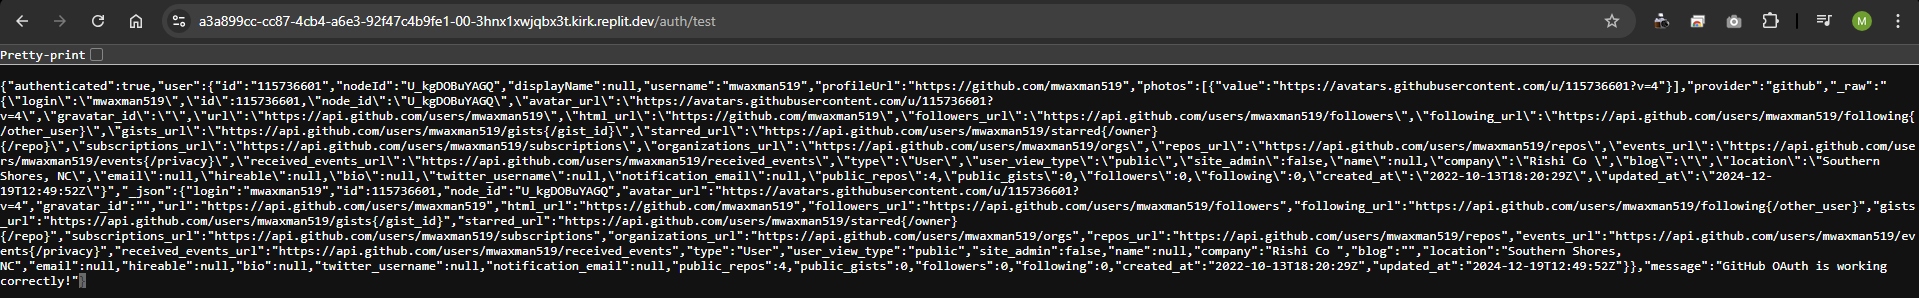 a3a899cc-cc87-4cb4-a6e3-92f47c4b9fe1-00-3hnx1xwjqbx3t.kirk.replit.dev/auth/test
M
Pretty-print
{"authenticated":true,"user":{"id":"115736601","nodeId":"U_kgDOBuYAGQ","displayName":null,"username":"mwaxman519","profileUrl":"https://github.com/mwaxman519","photos":[{"value":"https://avatars.githubusercontent.com/u/115736601?v=4"}],"provider":"github","_raw":"
{\"login\":\"mwaxman519\",\"id\":115736601,\"node_id\":\"U_kgDOBuYAGQ\",\"avatar_url\":\"https://avatars.githubusercontent.com/u/115736601?
v=4\",\"gravatar_id\":\"\",\"url\":\"https://api.github.com/users/mwaxman519\",\"html_url\":\"https://github.com/mwaxman519\",\"followers_url\":\"https://api.github.com/users/mwaxman519/followers\",\"following_url\":\"https://api.github.com/users/mwaxman519/following{
/other_user}\",\"gists_url\":\"https://api.github.com/users/mwaxman519/gists{/gist_id}\",\"starred_url\":\"https://api.github.com/users/mwaxman519/starred{/owner}
{/repo}\",\"subscriptions_url\":\"https://api.github.com/users/mwaxman519/subscriptions\",\"organizations_url\":\"https://api.github.com/users/mwaxman519/orgs\",\"repos_url\":\"https://api.github.com/users/mwaxman519/repos\",\"events_url\":\"https://api.github.com/use
rs/mwaxman519/events{/privacy}\",\"received_events_url\":\"https://api.github.com/users/mwaxman519/received_events\",\"type\":\"User\",\"user_view_type\":\"public\",\"site_admin\":false,\"name\":null,\"company\":\"Rishi Co \",\"blog\":\"\",\"location\":\"Southern
Shores, NC\",\"email\":null,\"hireable\":null,\"bio\":null,\"twitter_username\":null,\"notification_email\":null,\"public_repos\":4,\"public_gists\":0,\"followers\":0,\"following\":0,\"created_at\":\"2022-10-13T18:20:29Z\",\"updated_at\":\"2024-12-
19T12:49:52Z\"}","_json":{"login":"mwaxman519","id":115736601,"node_id":"U_kgDOBuYAGQ","avatar_url":"https://avatars.githubusercontent.com/u/115736601?
v=4","gravatar_id":"","url":"https://api.github.com/users/mwaxman519","html_url":"https://github.com/mwaxman519","followers_url":"https://api.github.com/users/mwaxman519/followers","following_url":"https://api.github.com/users/mwaxman519/following{/other_user}","gists
_url":"https://api.github.com/users/mwaxman519/gists{/gist_id}","starred_url":"https://api.github.com/users/mwaxman519/starred{/owner}
{/repo}","subscriptions_url":"https://api.github.com/users/mwaxman519/subscriptions","organizations_url":"https://api.github.com/users/mwaxman519/orgs","repos_url":"https://api.github.com/users/mwaxman519/repos","events_url":"https://api.github.com/users/mwaxman519/ev
ents{/privacy}","received_events_url":"https://api.github.com/users/mwaxman519/received_events","type":"User","user_view_type":"public","site_admin":false,"name":null,"company":"Rishi Co ","blog":"","location":"Southern Shores,
NC","email":null,"hireable":null,"bio":null,"twitter_username":null,"notification_email":null,"public_repos":4,"public_gists":0,"followers":0,"following":0,"created_at":"2022-10-13T18:20:29Z","updated_at":"2024-12-19T12:49:52Z"}},"message":"GitHub OAuth is working
correctly!"}